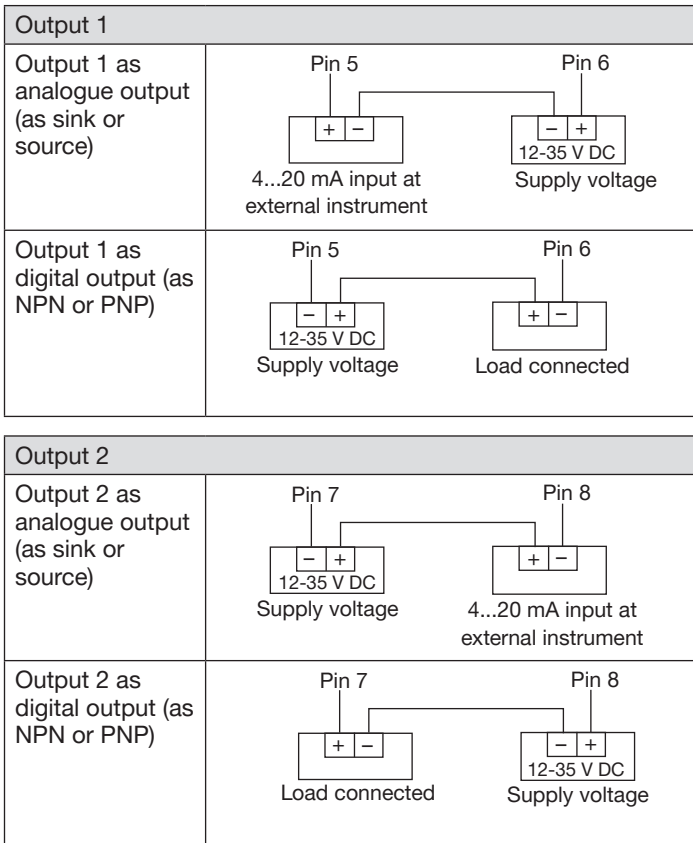 Output 1
Output 1 as
analogue output
(as sink or
source)
Pin 5
Pin 6
+ −
− +
12-35 V DC
4...20 mA input at
external instrument
Supply voltage
Output 1 as
digital output (as
NPN or PNP)
Pin 5
Pin 6
− +
12-35 V DC
+ −
Supply voltage
Load connected
Output 2
Output 2 as
analogue output
(as sink or
source)
Pin 7
Pin 8
− +
12-35 V DC
+ −
Supply voltage
4...20 mA input at
external instrument
Output 2 as
digital output (as
NPN or PNP)
Pin 7
Pin 8
+ −
− +
12-35 V DC
Load connected
Supply voltage